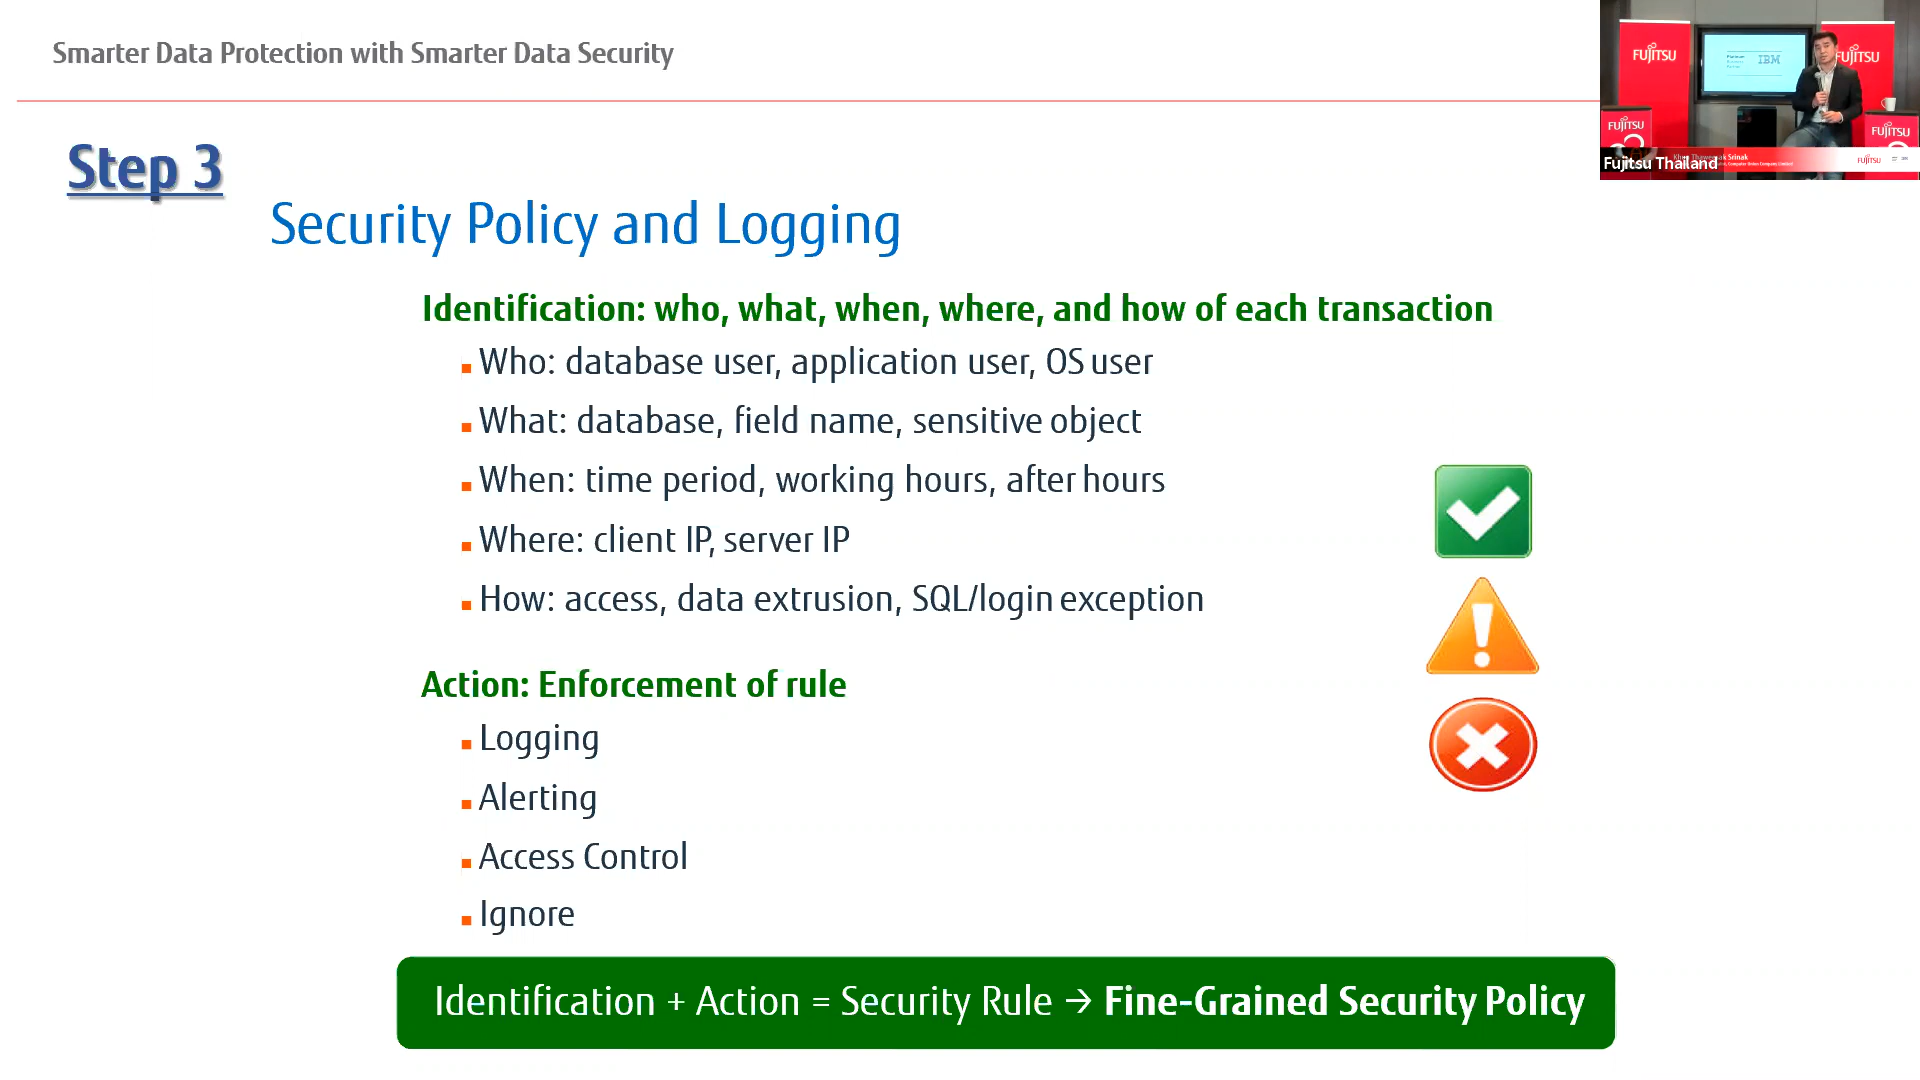 Smarter Data Protection with Smarter Data Security
FUJITSU
IBM
FUJITSU
FUJITSU
FUJITSU
Fujitsu Thailand
FUJITSU
Step 3
Security Policy and Logging
Identification: who, what, when, where, and how of each transaction
Who: database user, application user, OS user
What: database, field name, sensitive object
When: time period, working hours, after hours
Where: client IP, server IP
How: access, data extrusion, SQL/login exception
Action: Enforcement of rule
Logging
Alerting
Access Control
Ignore
Identification + Action = Security Rule → Fine-Grained Security Policy